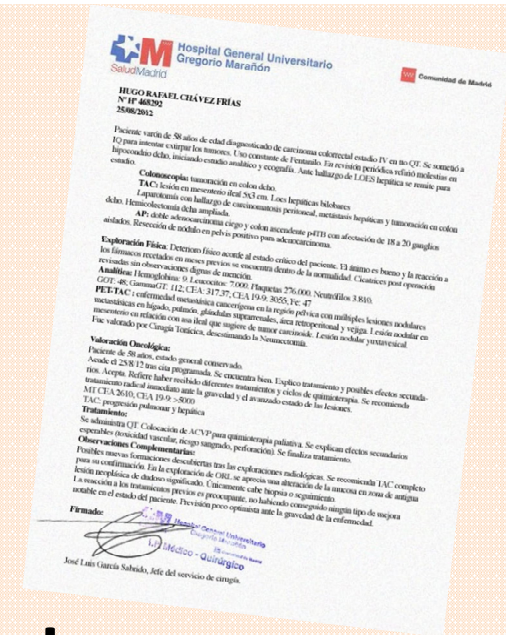 SaludMadrid
Hospital General Universitario
Gregorio Marañón
Comunidad de Madrid
HUGO RAFAEL CHÁVEZ FRÍAS
Nº Hª 468292
25/08/2012
Paciente varón de 58 años de edad diagnosticado de carcinoma colorrectal estadio IV en tto QT. Se sometió a
IQ para intentar extirpar los tumores. Uso constante de Fentanilo. En revisión periódica refirió molestias en
hipocondrio dcho, iniciando estudio analítico y ecografía. Ante hallazgo de LOES hepática se remite para
estudio.
Colonoscopia: tumoración en colon dcho.
TAC: lesión en mesenterio ileal 5x3 cm. Loes hepáticas bilobares
Laparotomía con hallazgo de carcinomatosis peritoneal, metástasis hepáticas y tumoración en colon
dcho. Hemicolectomía dcha ampliada.
AP: doble adenocarcinoma ciego y colon ascendente p4TH con afectación de 18 a 20 ganglios
aislados. Resección de nódulo en pelvis positivo para adenocarcinoma.
Exploración Física: Deterioro físico acorde al estado crítico del paciente. El ánimo es bueno y la reacción a
los fármacos recetados en meses previos se encuentra dentro de la normalidad. Cicatrices post operación
revisadas sin observaciones dignas de mención.
Analítica: Hemoglobina: 9. Leucocitos: 7.000. Plaquetas 276.000. Neutrófilos 3.810.
GOT: 48; GammaGT: 112; CEA: 317,37; CEA 19-9: 3055; Fe: 47
PET-TAC : enfermedad metastásica cancerígena en la región pélvica con múltiples lesiones nodulares
metastásicas en hígado, pulmón, glándulas suprarrenales, área retroperitonal y vejiga. Lesión nodular en
mesenterio en relación con asa ileal que sugiere de tumor carcinoide. Lesión nodular yuxtavesical.
Fue valorado por Cirugía Torácica, desestimando la Neumectomía.
Valoración Oncológica:
Paciente de 58 años, estado general conservado.
Acude el 25/8/12 tras cita programada. Se encuentra bien. Explico tratamiento y posibles efectos secunda-
rios. Acepta. Refiere haber recibido diferentes tratamientos y ciclos de quimioterapia. Se recomienda
tratamiento radical inmediato ante la gravedad y el avanzado estado de las lesiones.
MT CEA 2610, CEA 19-9: >5000
TAC: progresión pulmonar y hepática
Tratamiento:
Se administra QT. Colocación de ACVP para quimioterapia paliativa. Se explican efectos secundarios
esperables (toxicidad vascular, riesgo sangrado, perforación). Se finaliza tratamiento.
Observaciones Complementarias:
Posibles nuevas formaciones descubiertas tras las exploraciones radiológicas. Se recomienda TAC completo
para su confirmación. En la exploración de ORL se aprecia una alteración de la mucosa en zona de antigua
lesión neoplásica de dudoso significado. Únicamente cabe biopsia o seguimiento.
La reacción a los tratamientos previos es preocupante, no habiendo conseguido ningún tipo de mejora
notable en el estado del paciente. Previsión poco optimista ante la gravedad de la enfermedad.
Firmado:
Hospital General Universitario
Gregorio Marañón
Médico - Quirúrgico
José Luis García Sabrido, Jefe del servicio de cirugía.